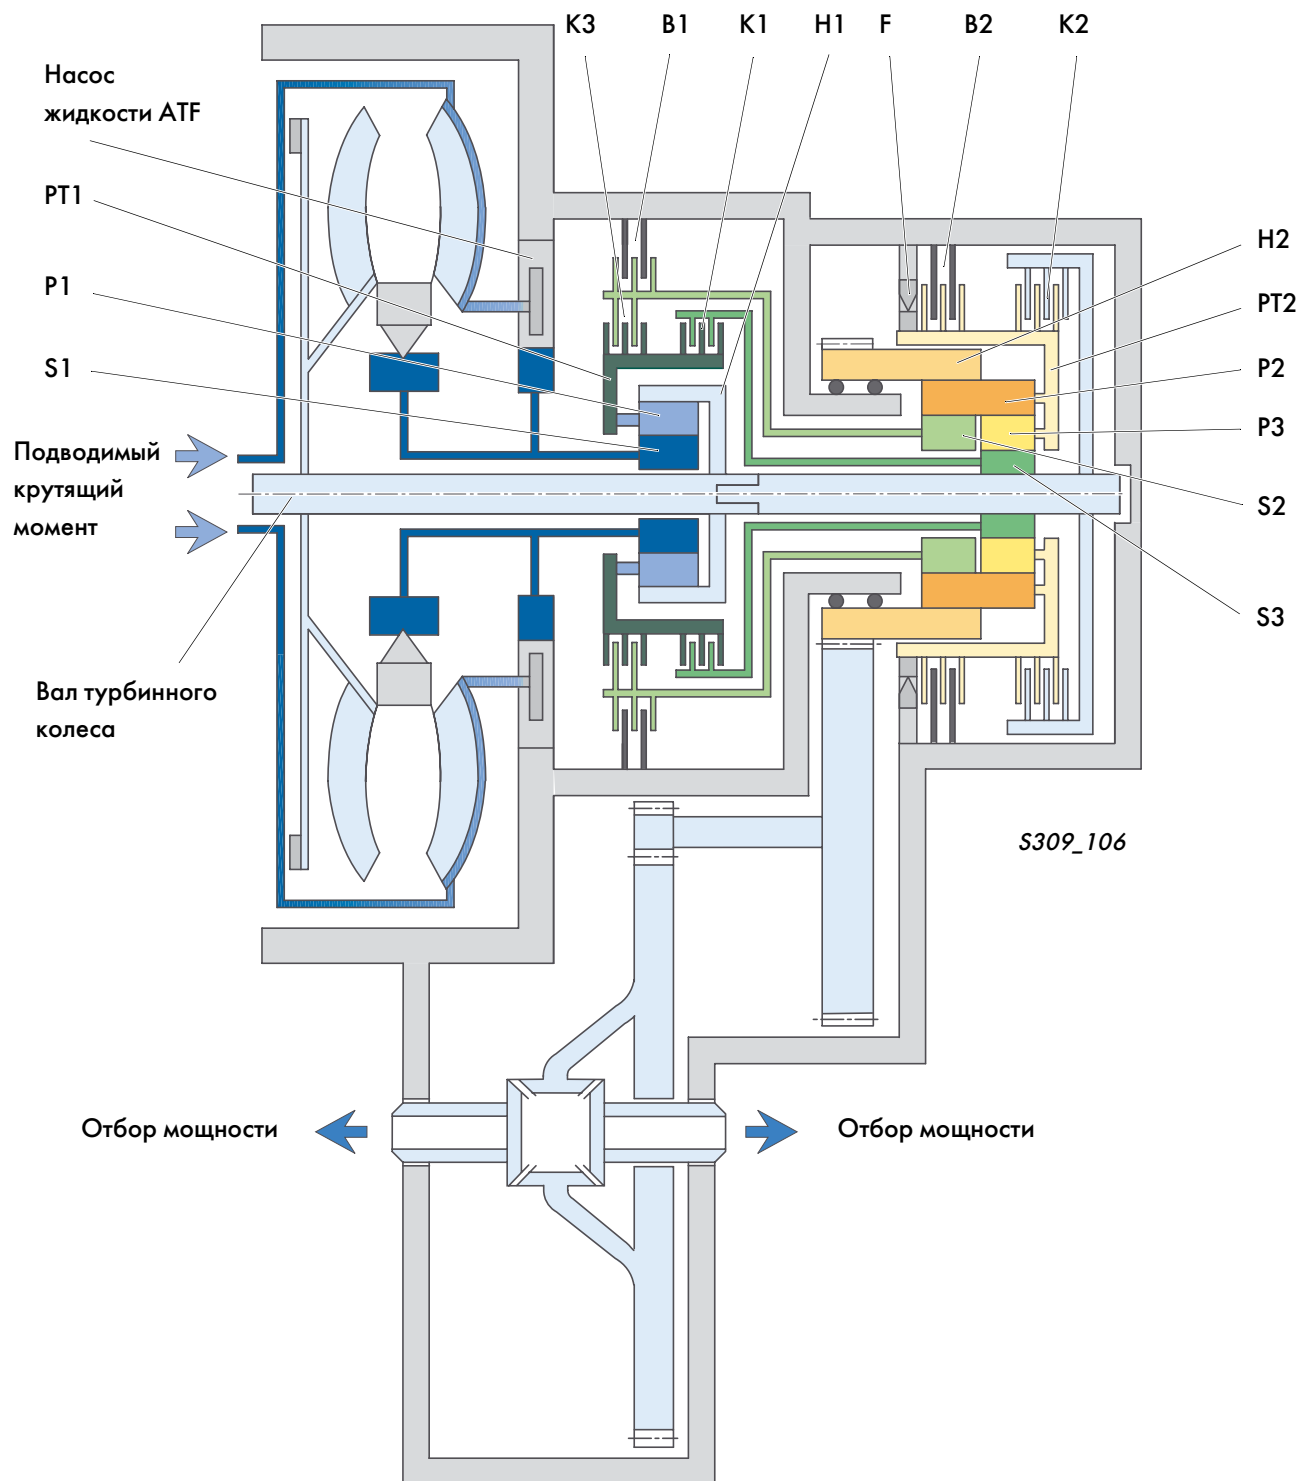 K3 B1 K1 H1 F B2 K2
Насос
жидкости ATF
PT1
P1
S1
Подводимый
крутящий
момент
Вал турбинного
колеса
H2
PT2
P2
P3
S2
S3
S309_106
Отбор мощности
Отбор мощности